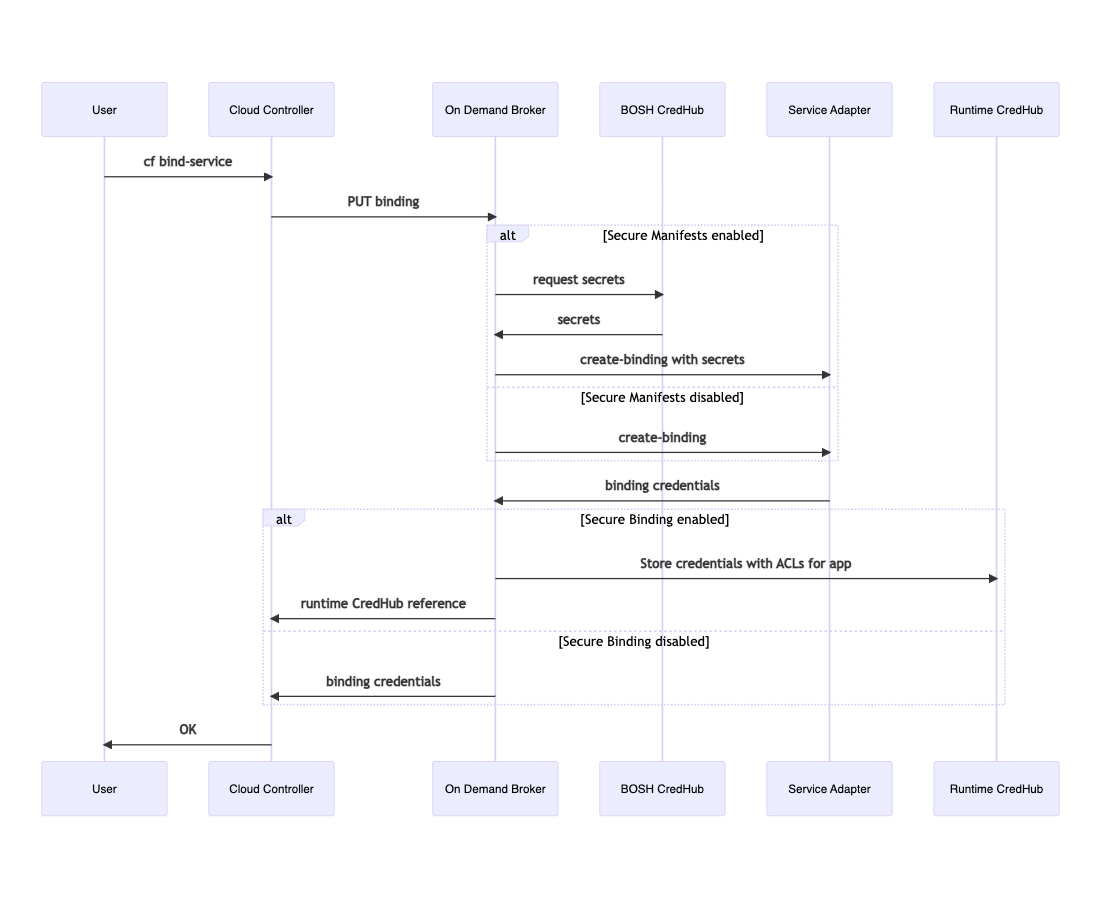 User
Cloud Controller
On Demand Broker
BOSH CredHub
Service Adapter
Runtime CredHub
cf bind-service
PUT binding
alt
[Secure Manifests enabled]
request secrets
secrets
create-binding with secrets
[Secure Manifests disabled]
create-binding
binding credentials
alt
[Secure Binding enabled]
Store credentials with ACLs for app
runtime CredHub reference
[Secure Binding disabled]
binding credentials
OK
User
Cloud Controller
On Demand Broker
BOSH CredHub
Service Adapter
Runtime CredHub